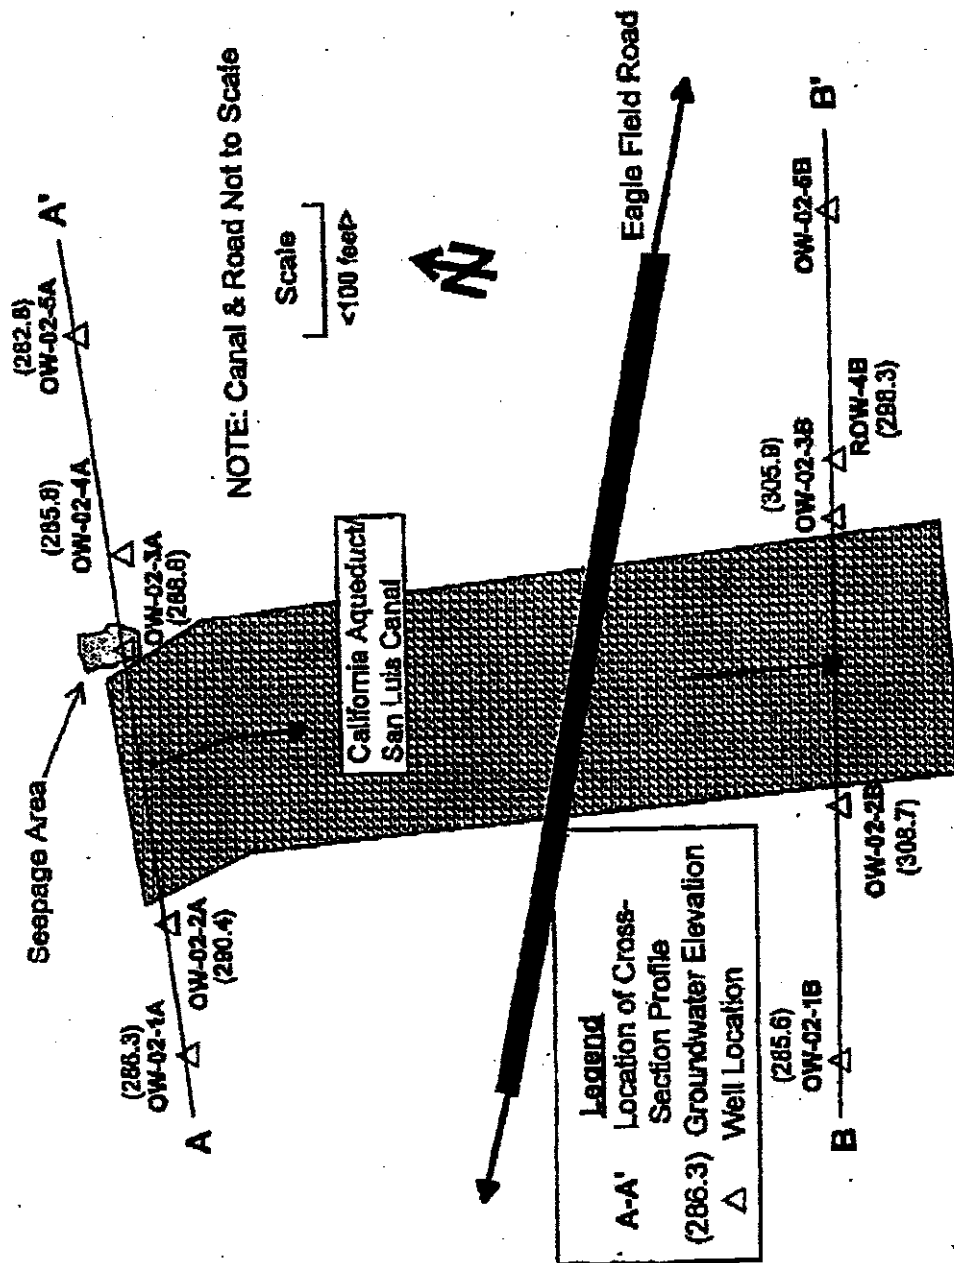 Seepage Area
A
(286.3)
OW-02-1A
OW-02-2A
(290.4)
OW-02-3A
(288.8)
(285.8)
OW-02-4A
(282.8)
OW-02-5A
A'
NOTE: Canal & Road Not to Scale
Scale
<100 feet>
N
California Aqueduct/
San Luis Canal
Eagle Field Road
Legend
A-A' Location of Cross-
Section Profile
(286.3) Groundwater Elevation
Well Location
B
(285.6)
OW-02-1B
OW-02-2B
(308.7)
(305.9)
OW-02-3B
ROW-4B
(298.3)
OW-02-5B
B'